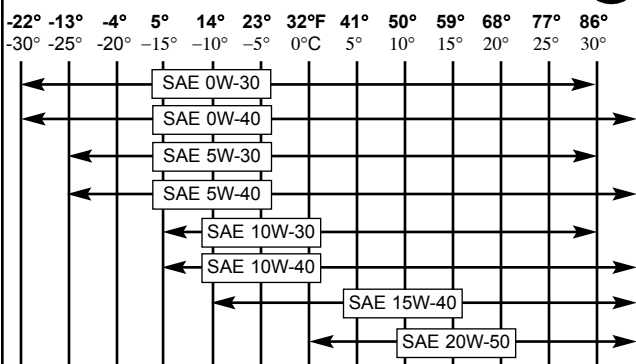 -22° -13° -4° 5° 14° 23° 32°F 41° 50° 59° 68° 77° 86°
-30° -25° -20° –15° –10° –5° 0°C 5° 10° 15° 20° 25° 30°
SAE 0W-30
SAE 0W-40
SAE 5W-30
SAE 5W-40
SAE 10W-30
SAE 10W-40
SAE 15W-40
SAE 20W-50